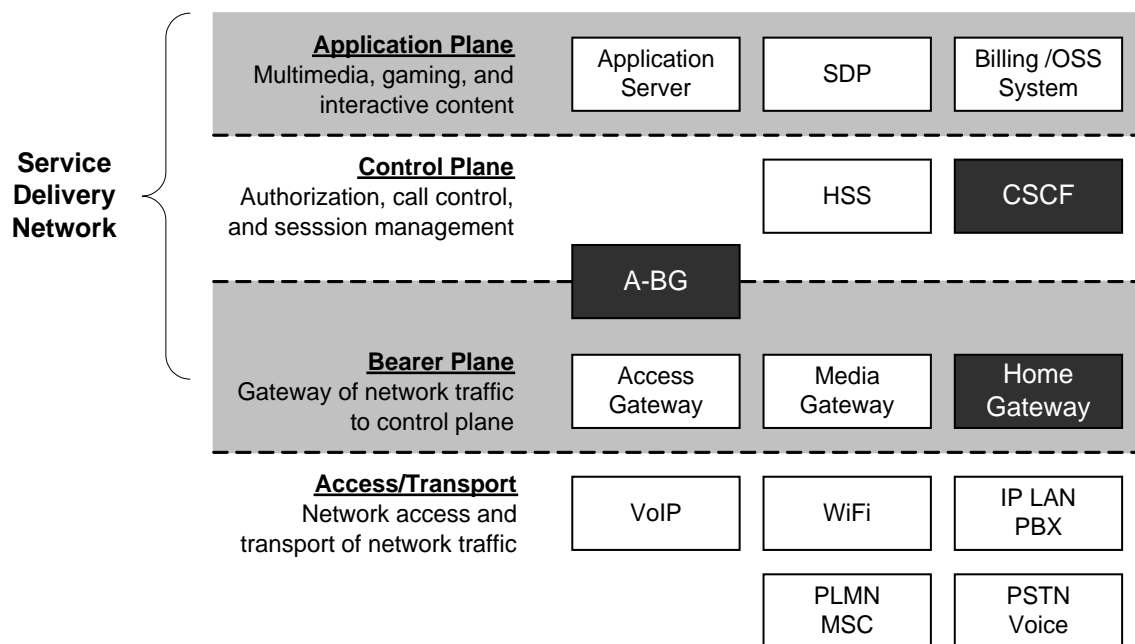 Service
Delivery
Network
Application Plane
Multimedia, gaming, and
interactive content
Application
Server
SDP
Billing /OSS
System
Control Plane
Authorization, call control,
and sesssion management
HSS
CSCF
A-BG
Bearer Plane
Gateway of network traffic
to control plane
Access
Gateway
Media
Gateway
Home
Gateway
Access/Transport
Network access and
transport of network traffic
VoIP
WiFi
IP LAN
PBX
PLMN
MSC
PSTN
Voice